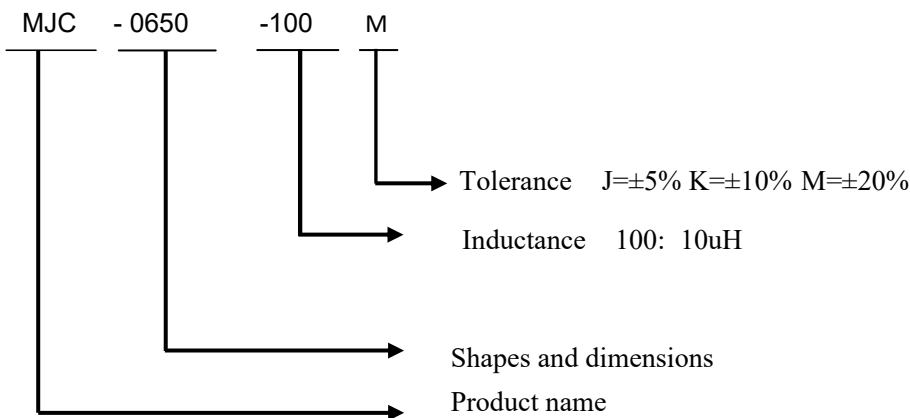 MJC - 0650 -100 M
Tolerance J=±5% K=±10% M=±20%
Inductance 100: 10uH
Shapes and dimensions
Product name